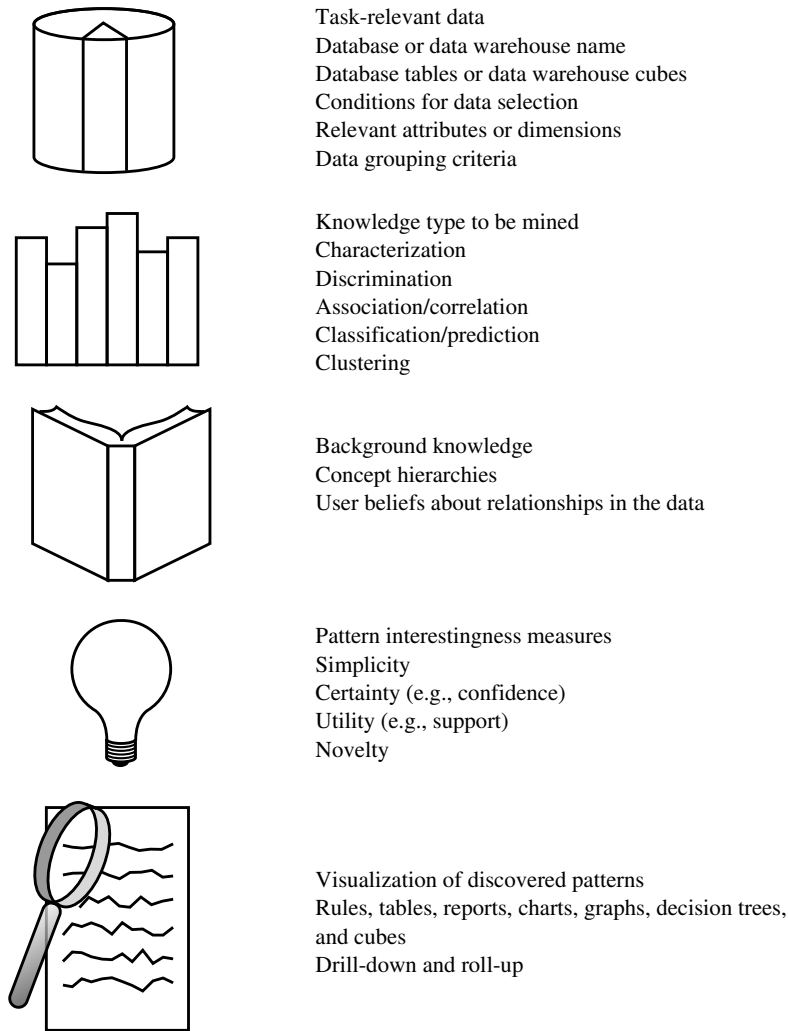 Task-relevant data
Database or data warehouse name
Database tables or data warehouse cubes
Conditions for data selection
Relevant attributes or dimensions
Data grouping criteria
Knowledge type to be mined
Characterization
Discrimination
Association/correlation
Classification/prediction
Clustering
Background knowledge
Concept hierarchies
User beliefs about relationships in the data
Pattern interestingness measures
Simplicity
Certainty (e.g., confidence)
Utility (e.g., support)
Novelty
Visualization of discovered patterns
Rules, tables, reports, charts, graphs, decision trees,
and cubes
Drill-down and roll-up